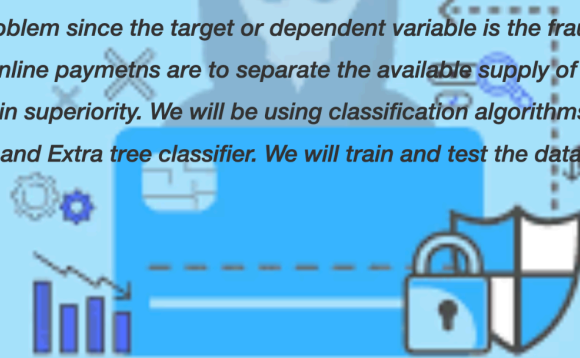 oblem since the target or dependent variable is the frau
nline paymetns are to separate the available supply of
in superiority. We will be using classification algorithms
and Extra tree classifier. We will train and test the data